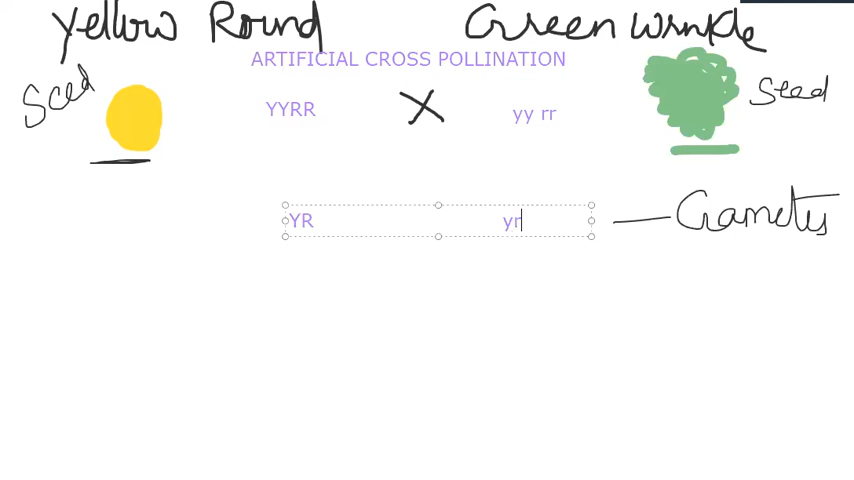 Yellow Round Green Wrinkle
ARTIFICIAL CROSS POLLINATION
Seed YYRR X yy rr Seed
YR yr — Gametes